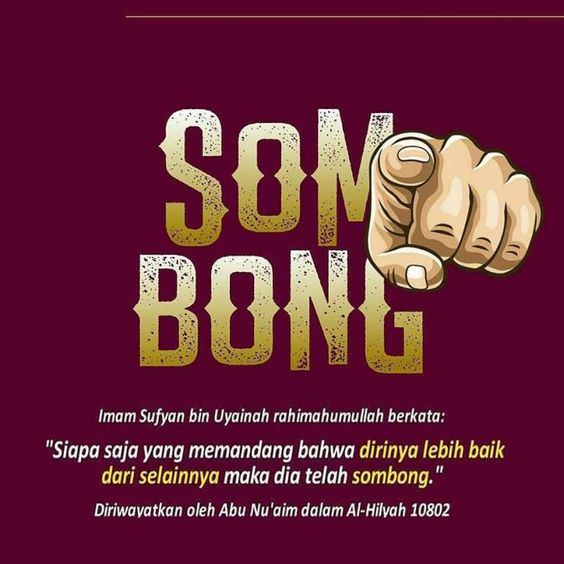 SOM
BONG
Imam Sufyan bin Uyainah rahimahumullah berkata:
"Siapa saja yang memandang bahwa dirinya lebih baik
dari selainnya maka dia telah sombong."
Diriwayatkan oleh Abu Nu'aim dalam Al-Hilyah 10802